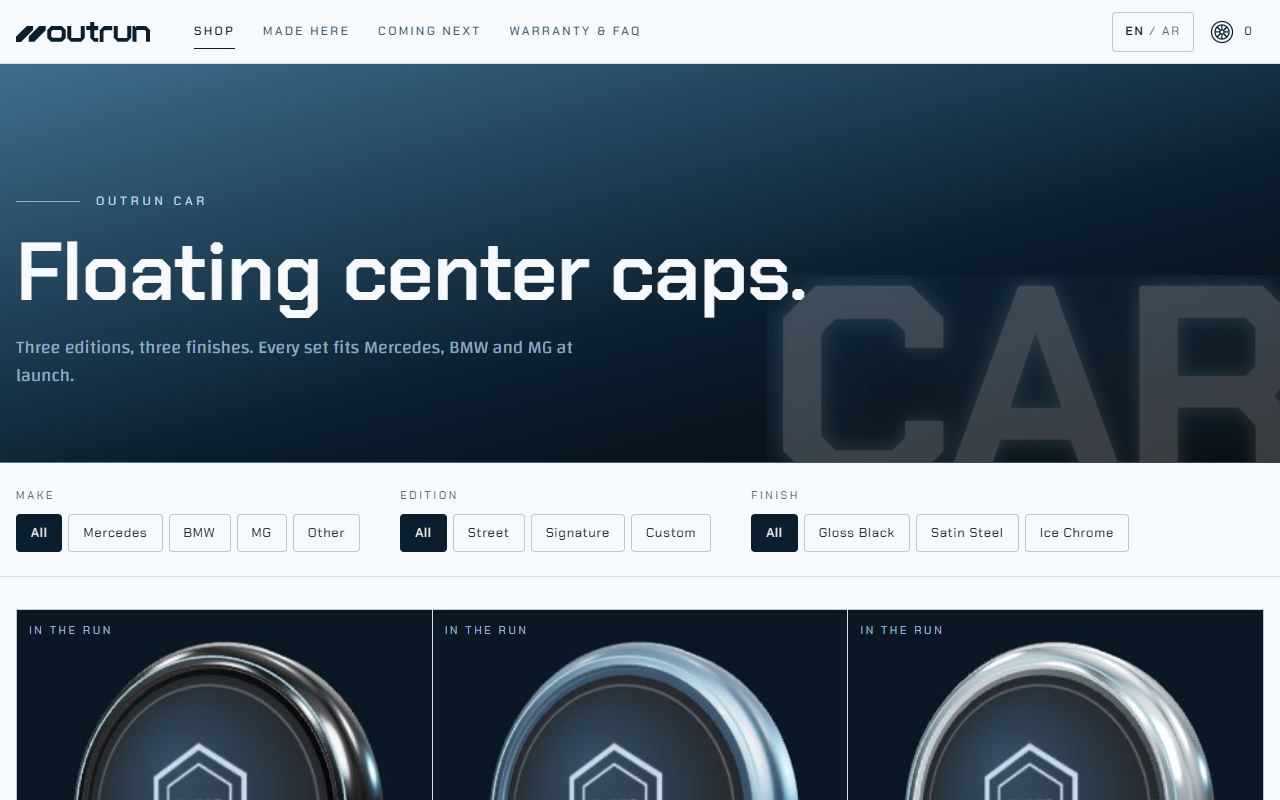 outrun
SHOP
MADE HERE
COMING NEXT
WARRANTY & FAQ
EN / AR
0
OUTRUN CAR
Floating center caps.
CAR
Three editions, three finishes. Every set fits Mercedes, BMW and MG at
launch.
MAKE
All
Mercedes
BMW
MG
Other
EDITION
All
Street
Signature
Custom
FINISH
All
Gloss Black
Satin Steel
Ice Chrome
IN THE RUN
IN THE RUN
IN THE RUN